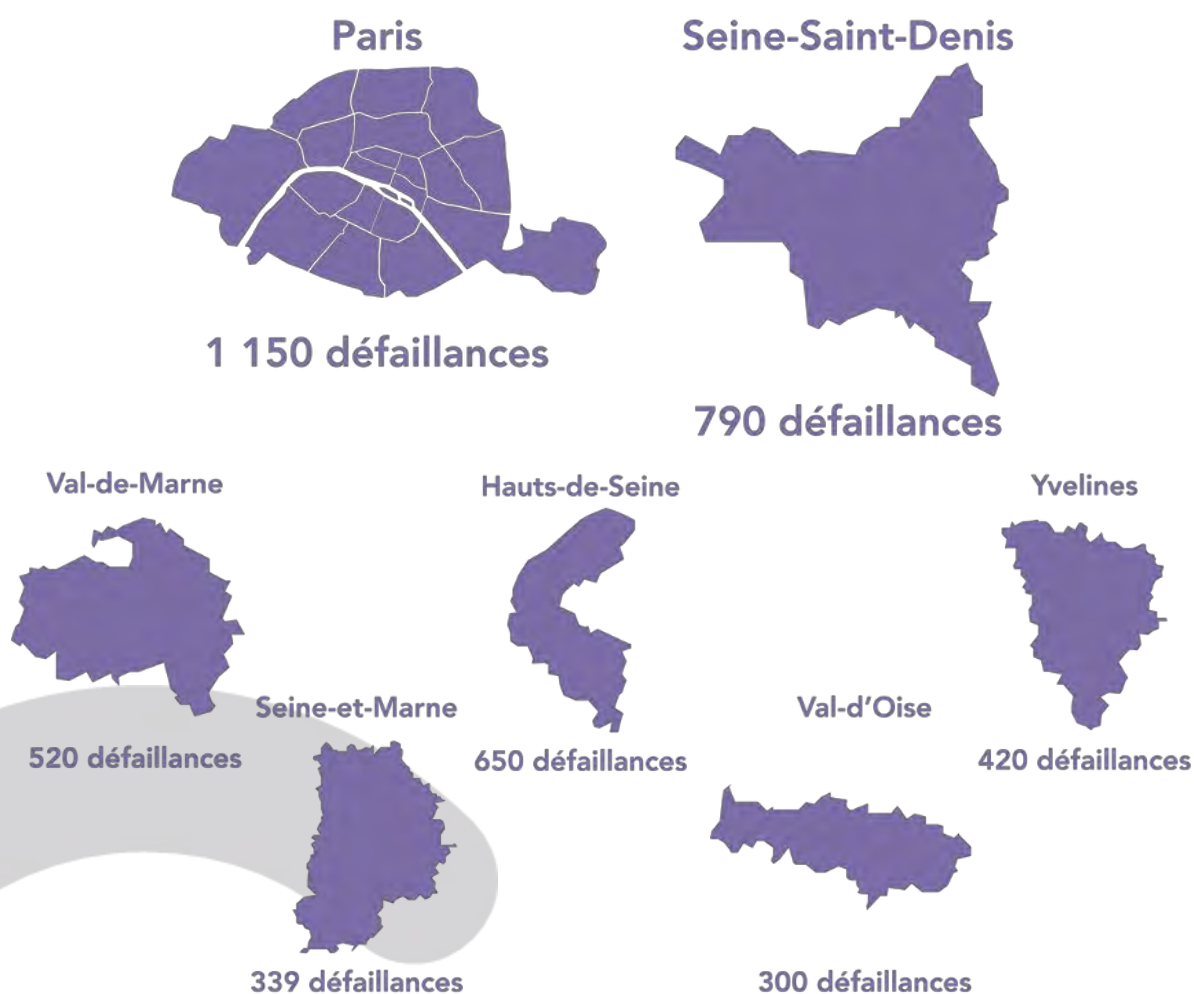 Paris
Seine-Saint-Denis
1 150 défaillances
790 défaillances
Val-de-Marne
Hauts-de-Seine
Yvelines
Seine-et-Marne
Val-d’Oise
520 défaillances
650 défaillances
420 défaillances
339 défaillances
300 défaillances